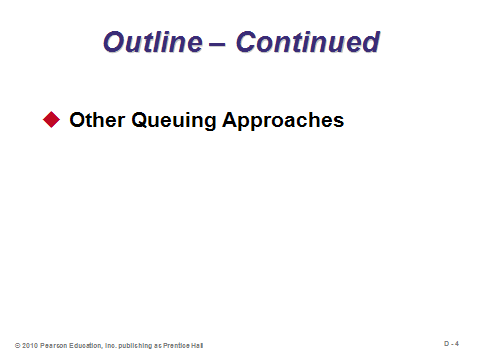 Outline – Continued
Other Queuing Approaches
© 2010 Pearson Education, Inc. publishing as Prentice Hall
D - 4